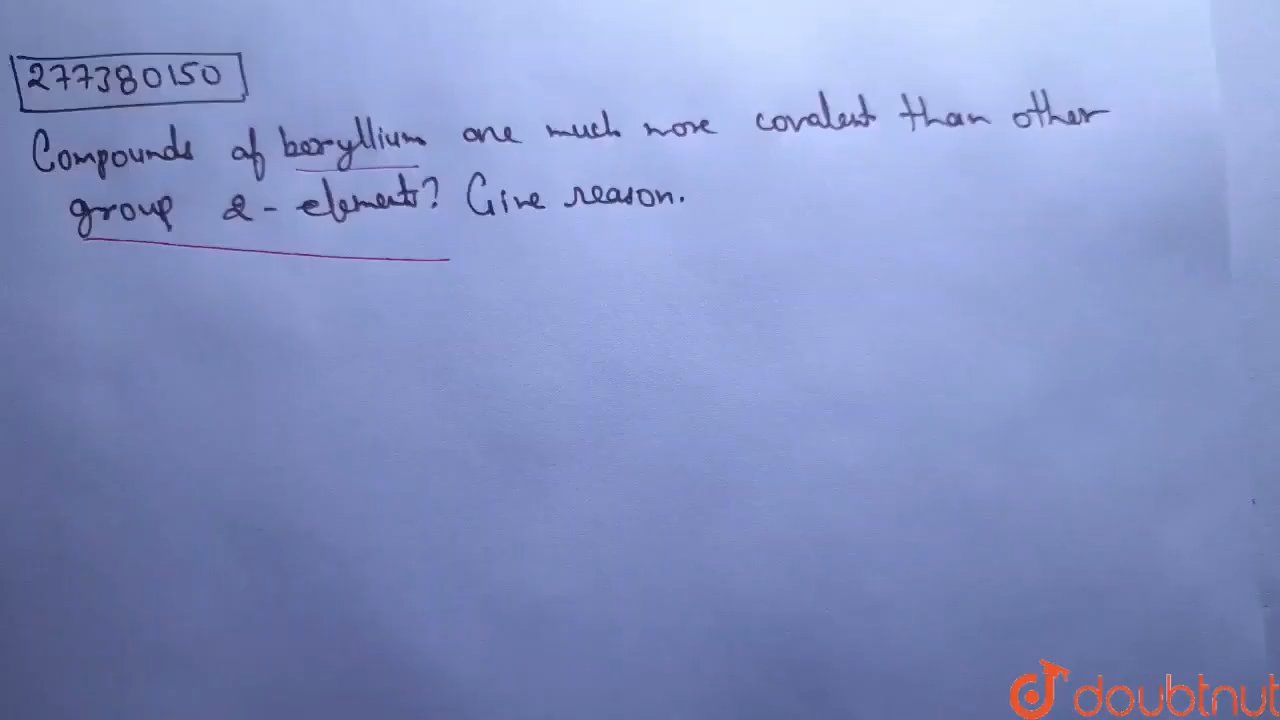 277380150
Compounds of beryllium are much more covalent than other
group 2- elements? Give reason.
doubtnut